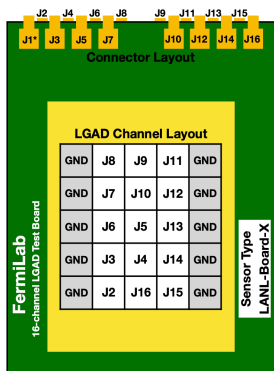 J2 J4 J6 J8 J9 J11 J13 J15
J1* J3 J5 J7 J10 J12 J14 J16
Connector Layout
LGAD Channel Layout
GND J8 J9 J11 GND
GND J7 J10 J12 GND
GND J6 J5 J13 GND
GND J3 J4 J14 GND
GND J2 J16 J15 GND
FermiLab
16-channel LGAD Test Board
Sensor Type
LANL-Board-X